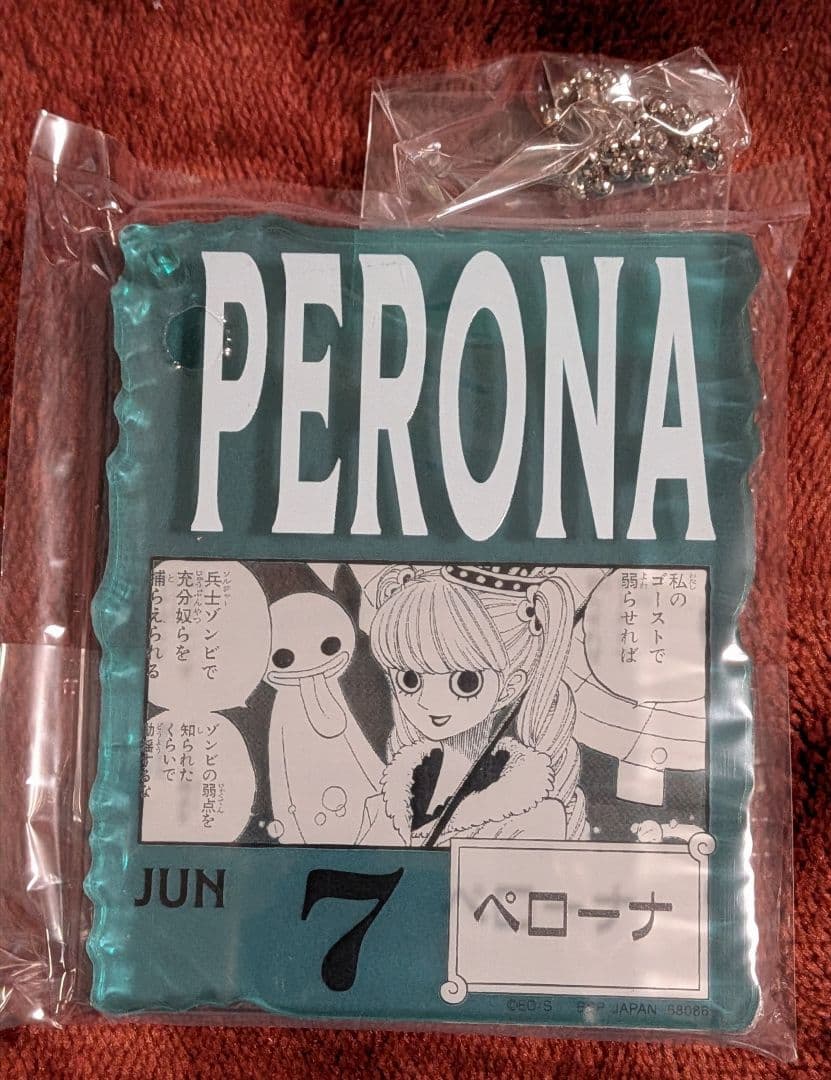 PERONA
私の
ゴーストで
弱らせれば
兵士ゾンビで
充分奴らを
捕らえられる
ゾンビの弱点を
知られた
くらいで
動揺するな
JUN 7
ペローナ
©EO・S BSP JAPAN 68086